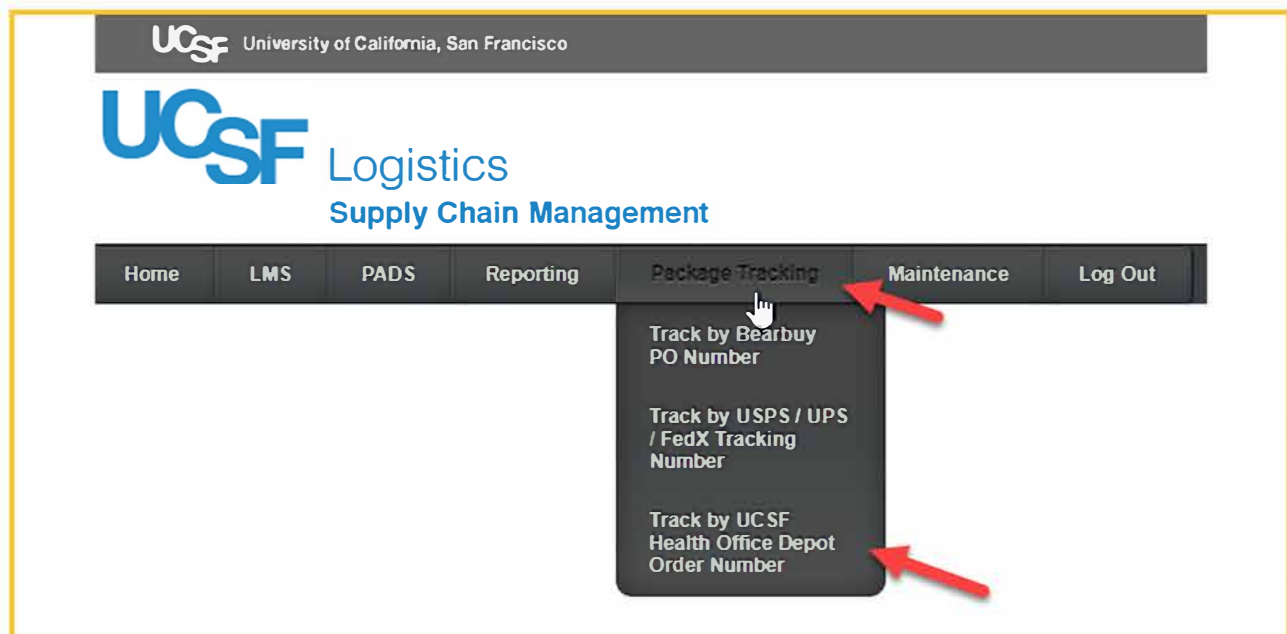 UCSF University of California, San Francisco
UCSF Logistics
Supply Chain Management
Home LMS PADS Reporting Package Tracking Maintenance Log Out
Track by Bearbuy
PO Number
Track by USPS / UPS
/ FedX Tracking
Number
Track by UCSF
Health Office Depot
Order Number